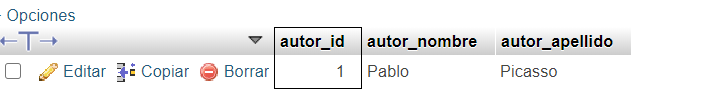 Opciones
autor_id autor_nombre autor_apellido
Editar Copiar Borrar 1 Pablo Picasso